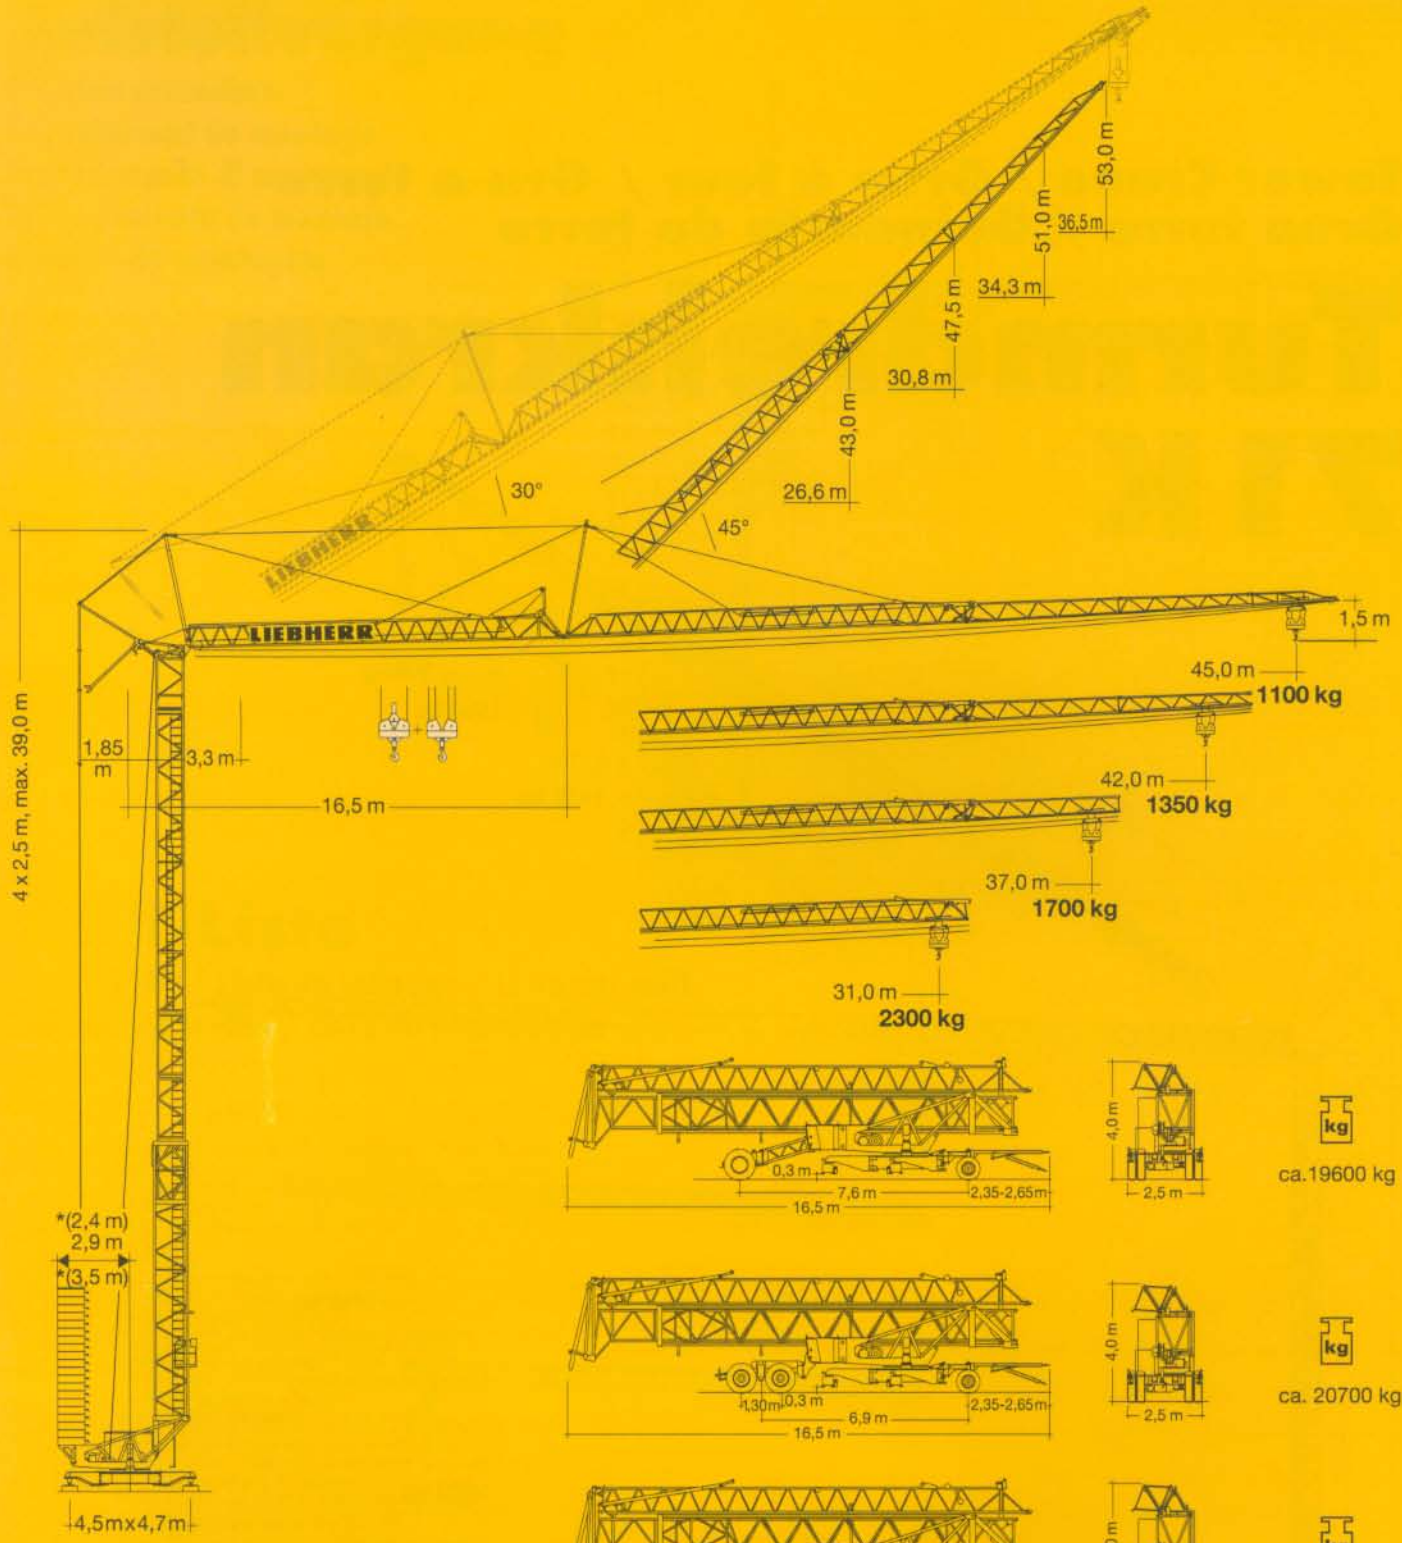 53,0 m
36,5 m
51,0 m
34,3 m
47,5 m
30,8 m
43,0 m
26,6 m
30°
45°
LIEBHERR
LIEBHERR
4 x 2,5 m, max. 39,0 m
1,5 m
45,0 m
1100 kg
1,85
m
3,3 m
+
16,5 m
42,0 m
1350 kg
37,0 m
1700 kg
31,0 m
2300 kg
4,0 m
kg
0,3 m
7,6 m
2,35-2,65m
16,5 m
2,5 m
ca.19600 kg
*(2,4 m)
2,9 m
*(3,5 m)
4,0 m
kg
1,30m
0,3 m
6,9 m
2,35-2,65m
16,5 m
2,5 m
ca. 20700 kg
4,5mx4,7m